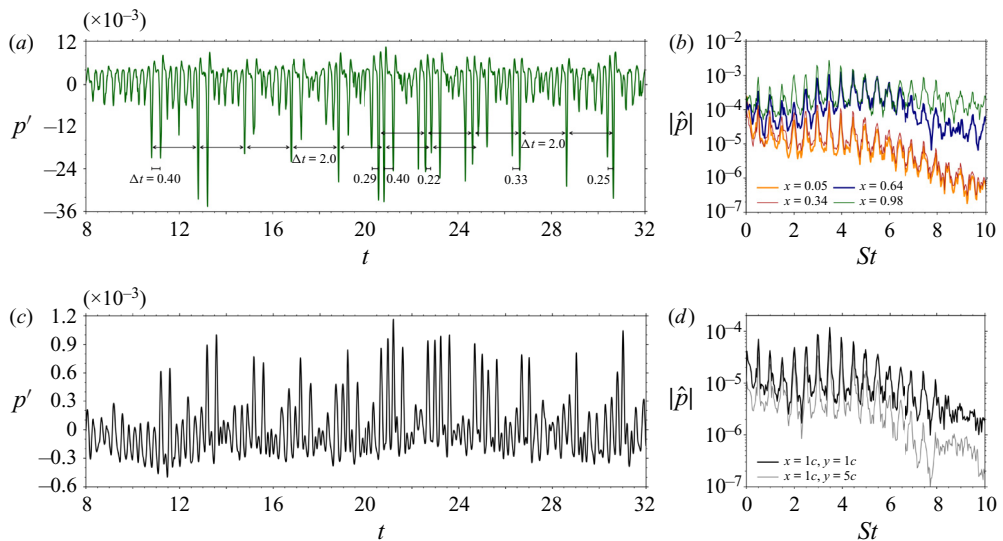 (×10–3)
(a)
12
0
–12
–24
–36
p′
Δt = 2.0
Δt = 2.0
Δt = 0.40
0.29
0.40
0.22
0.33
0.25
8 12 16 20 24 28 32
t
(b)
10–2
10–3
10–4
10–5
10–6
10–7
|p̂|
x = 0.05 x = 0.64
x = 0.34 x = 0.98
0 2 4 6 8 10
St
(×10–3)
(c)
1.2
0.9
0.6
0.3
0
–0.3
–0.6
p′
8 12 16 20 24 28 32
t
(d)
10–4
10–5
10–6
10–7
|p̂|
x = 1c, y = 1c
x = 1c, y = 5c
0 2 4 6 8 10
St